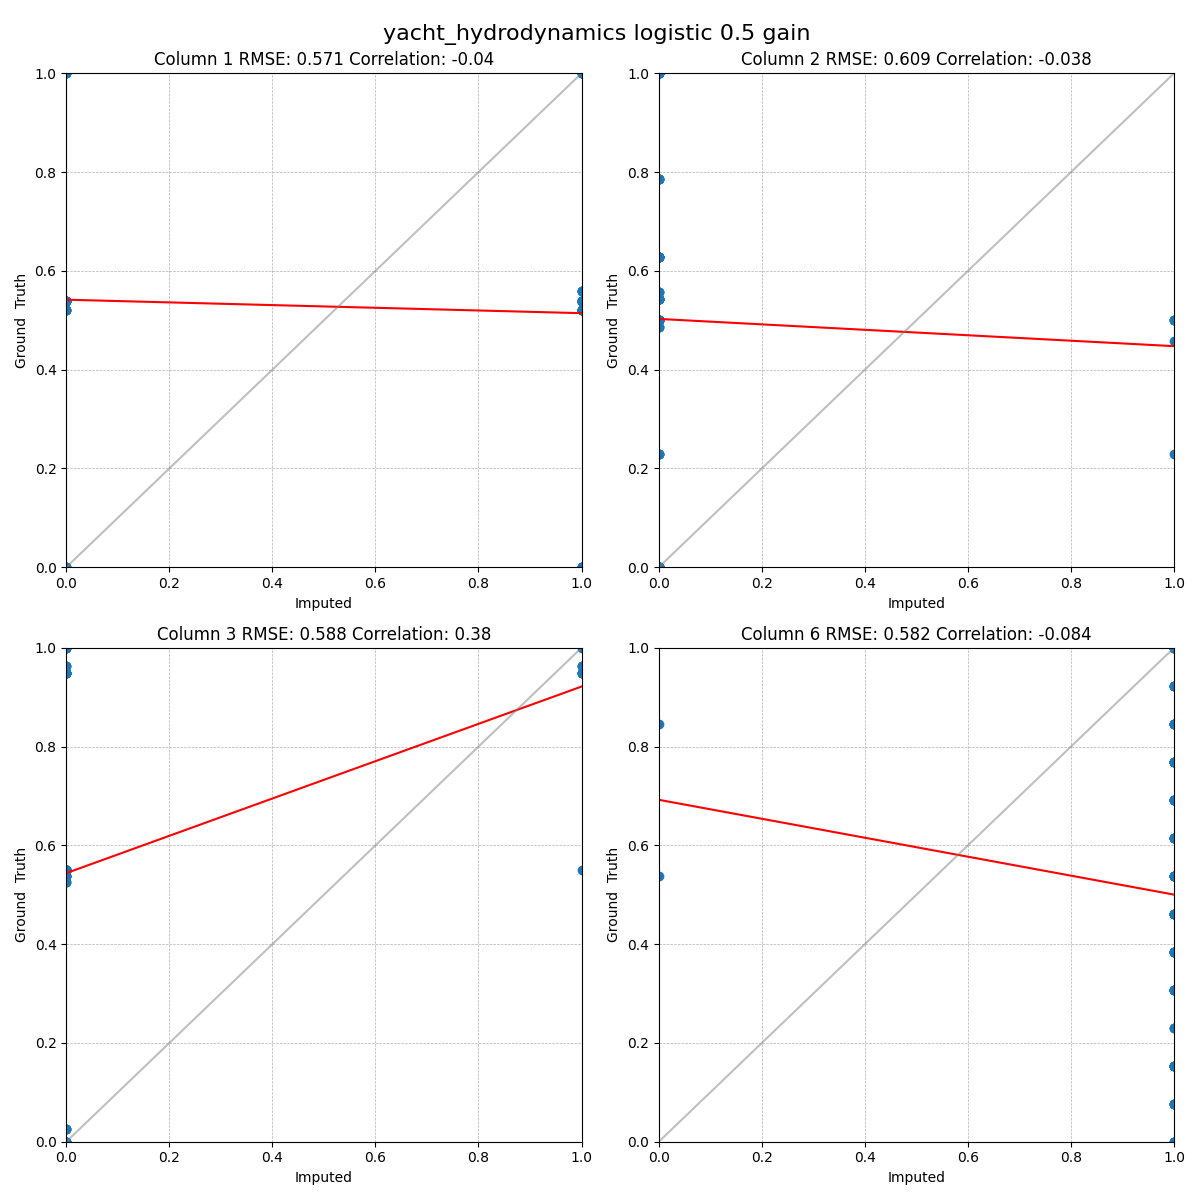 yacht_hydrodynamics logistic 0.5 gain
Column 1 RMSE: 0.571 Correlation: -0.04
1.0
0.8
0.6
0.4
0.2
0.0
Ground Truth
0.0 0.2 0.4 0.6 0.8 1.0
Imputed
Column 2 RMSE: 0.609 Correlation: -0.038
1.0
0.8
0.6
0.4
0.2
0.0
Ground Truth
0.0 0.2 0.4 0.6 0.8 1.0
Imputed
Column 3 RMSE: 0.588 Correlation: 0.38
1.0
0.8
0.6
0.4
0.2
0.0
Ground Truth
0.0 0.2 0.4 0.6 0.8 1.0
Imputed
Column 6 RMSE: 0.582 Correlation: -0.084
1.0
0.8
0.6
0.4
0.2
0.0
Ground Truth
0.0 0.2 0.4 0.6 0.8 1.0
Imputed